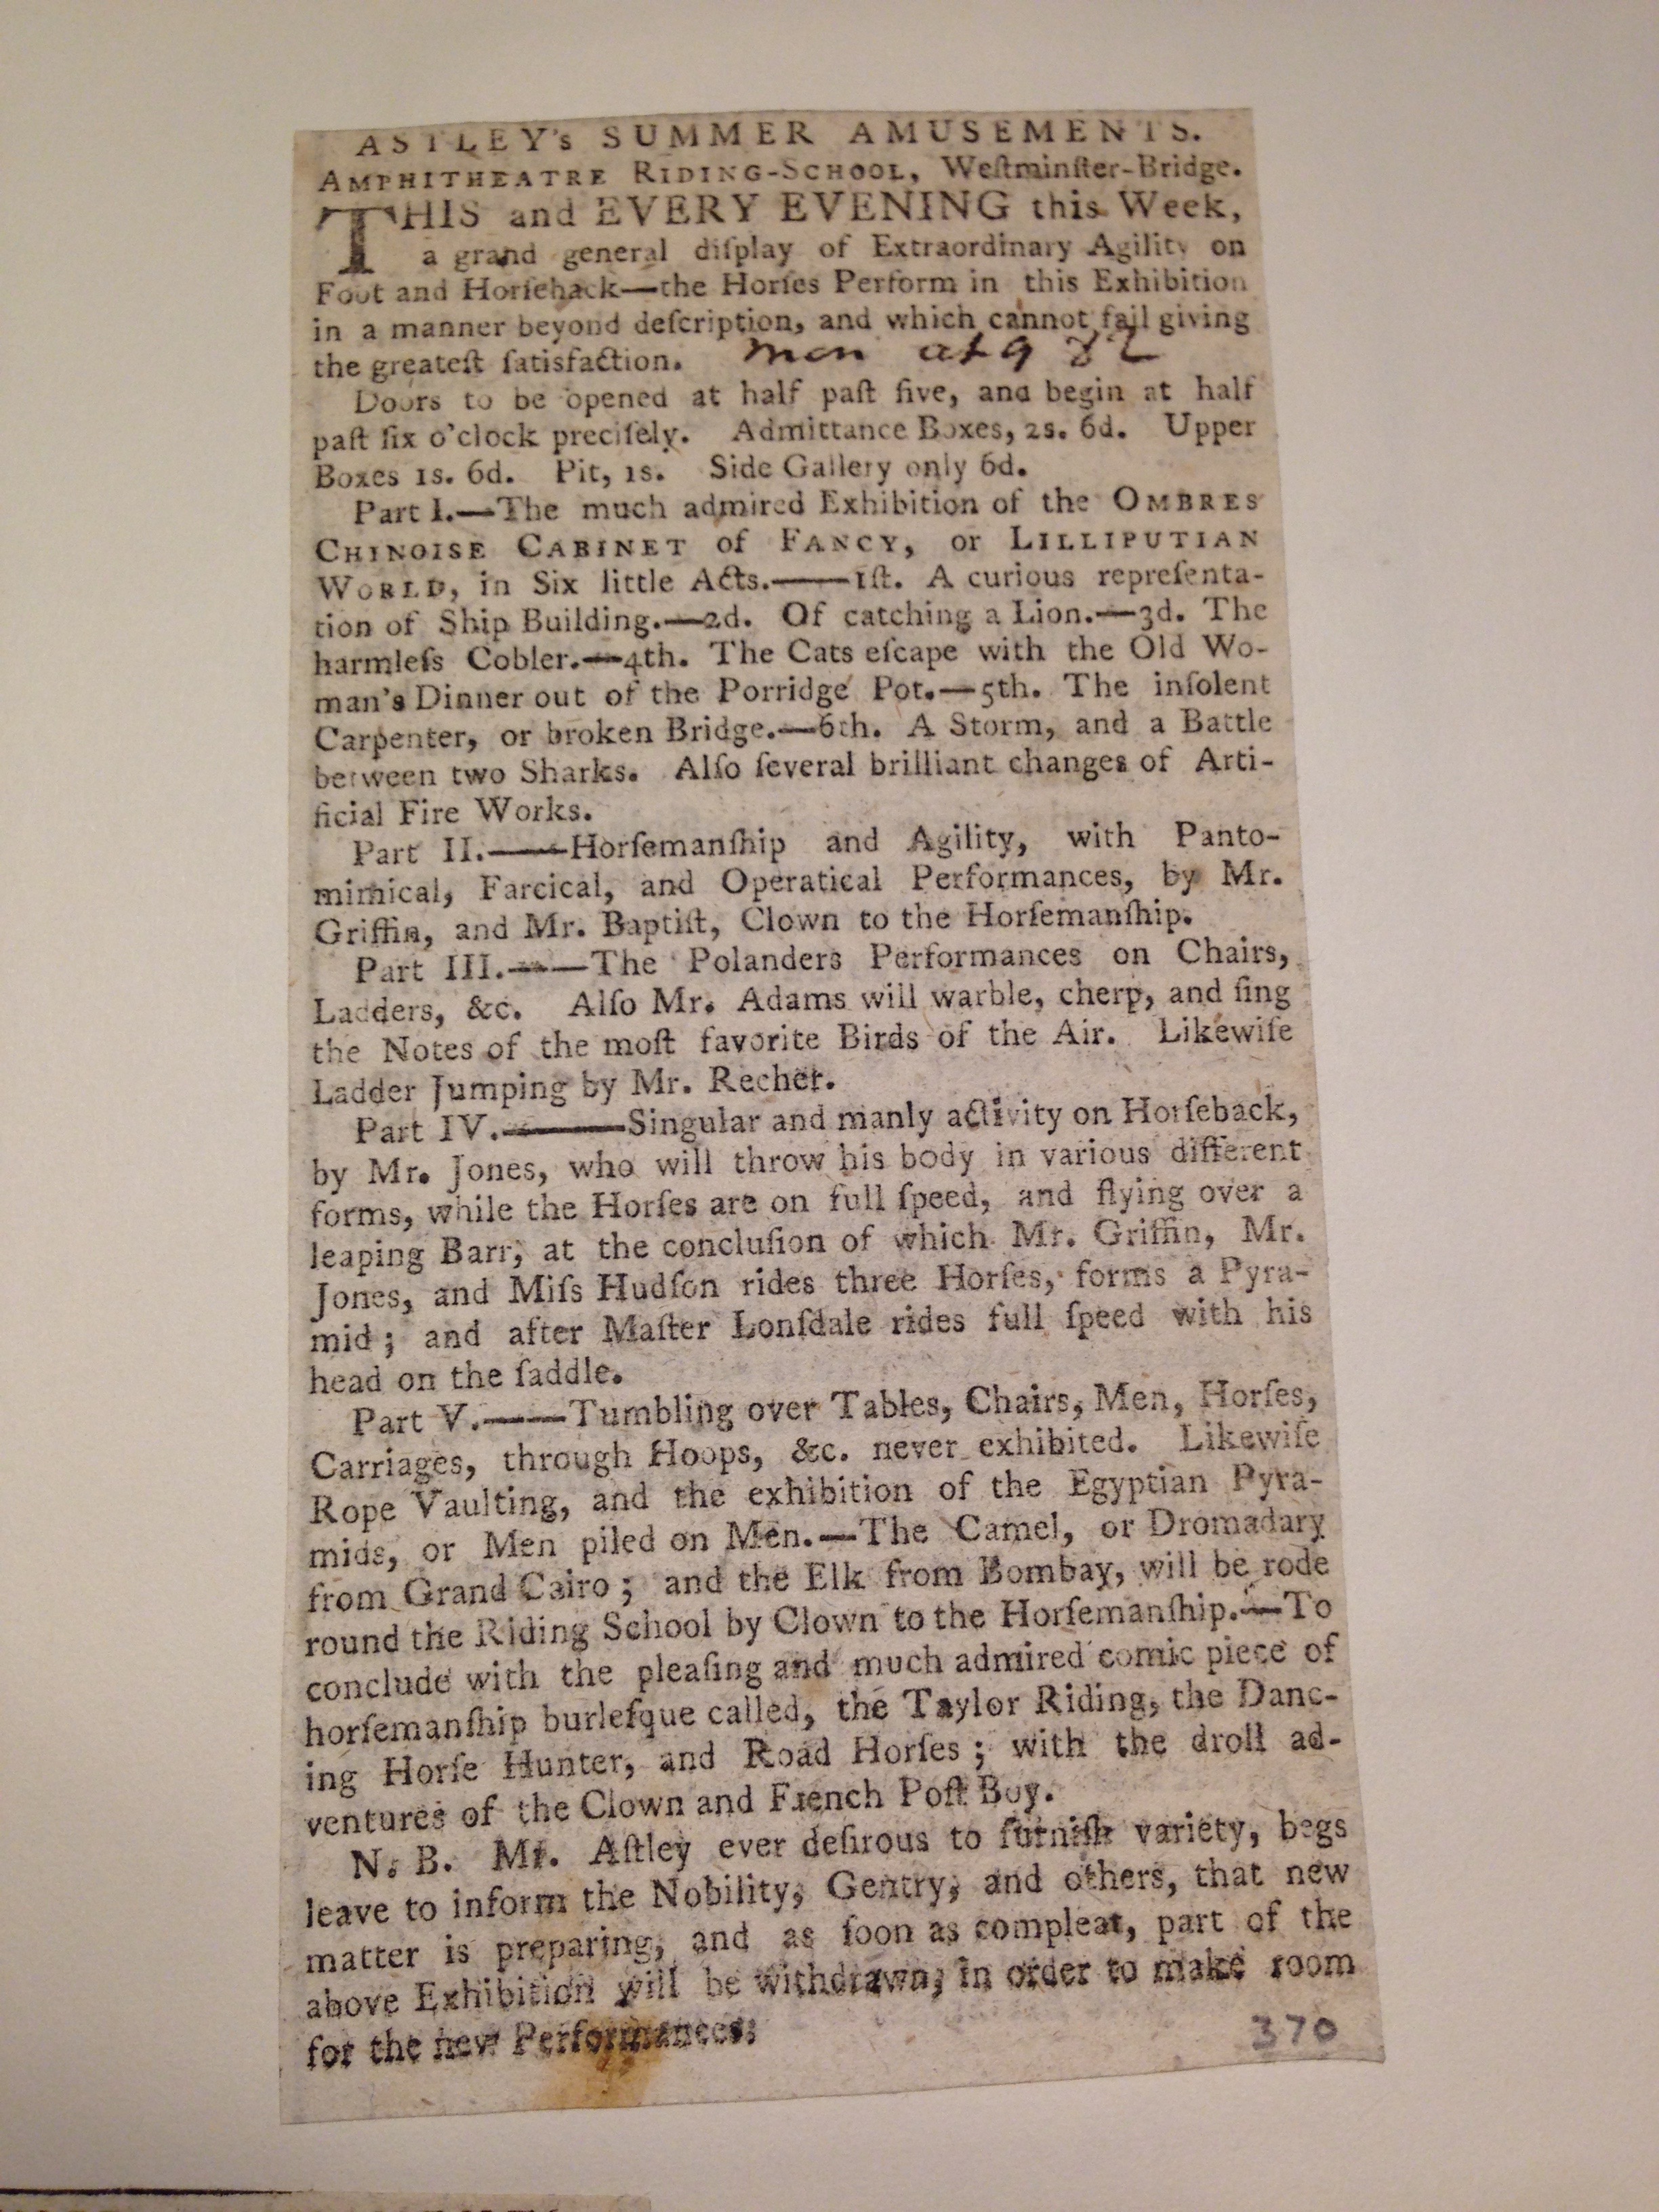 ASTLEY's SUMMER AMUSEMENTS.
AMPHITHEATRE RIDING-SCHOOL, Weſtminſter-Bridge.
THIS and EVERY EVENING this Week,
a grand general diſplay of Extraordinary Agility on
Foot and Horſeback—the Horſes Perform in this Exhibition
in a manner beyond deſcription, and which cannot fail giving
the greateſt ſatisfaction.
Doors to be opened at half paſt five, and begin at half
paſt ſix o'clock preciſely. Admittance Boxes, 2s. 6d. Upper
Boxes 1s. 6d. Pit, 1s. Side Gallery only 6d.
Part I.—The much admired Exhibition of the OMBRES
CHINOISE CABINET of FANCY, or LILLIPUTIAN
WORLD, in Six little Acts.——1ſt. A curious repreſenta-
tion of Ship Building.—2d. Of catching a Lion.—3d. The
harmleſs Cobler.—4th. The Cats eſcape with the Old Wo-
man's Dinner out of the Porridge Pot.—5th. The inſolent
Carpenter, or broken Bridge.—6th. A Storm, and a Battle
between two Sharks. Alſo ſeveral brilliant changes of Arti-
ficial Fire Works.
Part II.——Horſemanſhip and Agility, with Panto-
mimical, Farcical, and Operatical Performances, by Mr.
Griffin, and Mr. Baptiſt, Clown to the Horſemanſhip.
Part III.——The Polanders Performances on Chairs,
Ladders, &c. Alſo Mr. Adams will warble, cherp, and ſing
the Notes of the moſt favorite Birds of the Air. Likewiſe
Ladder Jumping by Mr. Recher.
Part IV.———Singular and manly activity on Horſeback,
by Mr. Jones, who will throw his body in various different
forms, while the Horſes are on full ſpeed, and flying over a
leaping Barr, at the concluſion of which Mr. Griffin, Mr.
Jones, and Miſs Hudſon rides three Horſes, forms a Pyra-
mid; and after Maſter Lonſdale rides full ſpeed with his
head on the ſaddle.
Part V.——Tumbling over Tables, Chairs, Men, Horſes,
Carriages, through Hoops, &c. never exhibited. Likewiſe
Rope Vaulting, and the exhibition of the Egyptian Pyra-
mids, or Men piled on Men.—The Camel, or Dromadary
from Grand Cairo; and the Elk from Bombay, will be rode
round the Riding School by Clown to the Horſemanſhip.—To
conclude with the pleaſing and much admired comic piece of
horſemanſhip burleſque called, the Taylor Riding, the Danc-
ing Horſe Hunter, and Road Horſes; with the droll ad-
ventures of the Clown and French Poſt Boy.
N. B. Mr. Aſtley ever deſirous to furniſh variety, begs
leave to inform the Nobility, Gentry, and others, that new
matter is preparing, and as ſoon as compleat, part of the
above Exhibition will be withdrawn, in order to make room
for the new Performances.
370